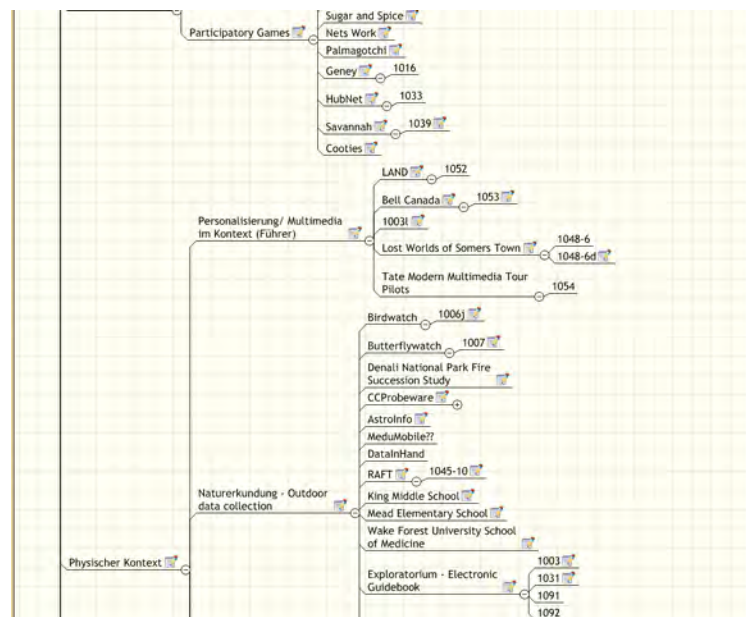 Sugar and Spice
Participatory Games
Nets Work
Palmagotchi
Geney 1016
HubNet 1033
Savannah 1039
Cooties
LAND 1052
Bell Canada 1053
Personalisierung/ Multimedia
im Kontext (Führer)
1003l
Lost Worlds of Somers Town
1048-6
1048-6d
Tate Modern Multimedia Tour
Pilots
1054
Birdwatch 1006j
Butterflywatch 1007
Denali National Park Fire
Succession Study
CCProbeware
AstroInfo
MeduMobile??
DataInHand
RAFT 1045-10
Naturerkundung - Outdoor
data collection
King Middle School
Mead Elementary School
Wake Forest University School
of Medicine
Physischer Kontext
Exploratorium - Electronic
Guidebook
1003
1031
1091
1092